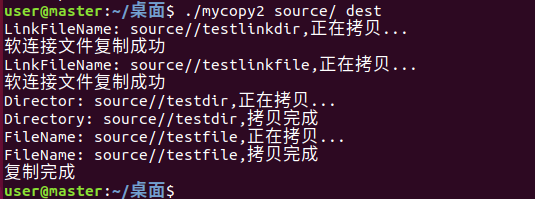 user@master:~/桌面$ ./mycopy2 source/ dest
LinkFileName: source//testlinkdir,正在拷贝...
软连接文件复制成功
LinkFileName: source//testlinkfile,正在拷贝...
软连接文件复制成功
Director: source//testdir,正在拷贝...
Directory: source//testdir,拷贝完成
FileName: source//testfile,正在拷贝...
FileName: source//testfile,拷贝完成
复制完成
user@master:~/桌面$